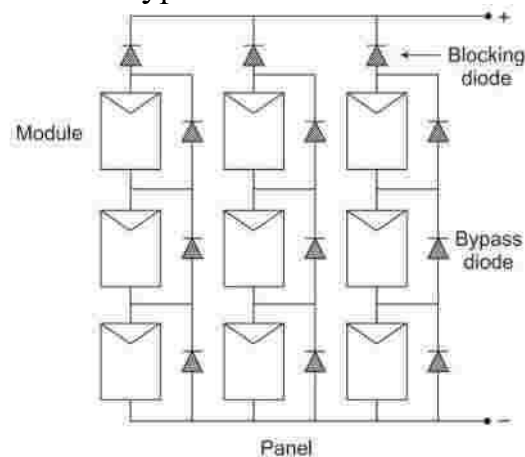 +
Blocking
diode
Module
Bypass
diode
−
Panel